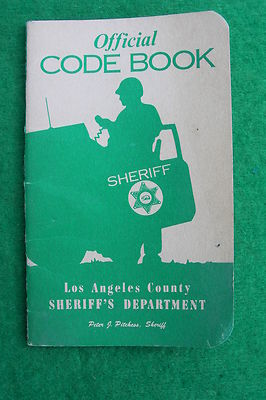 Official
CODE BOOK
SHERIFF
Los Angeles County
SHERIFF'S DEPARTMENT
Peter J. Pitchess, Sheriff